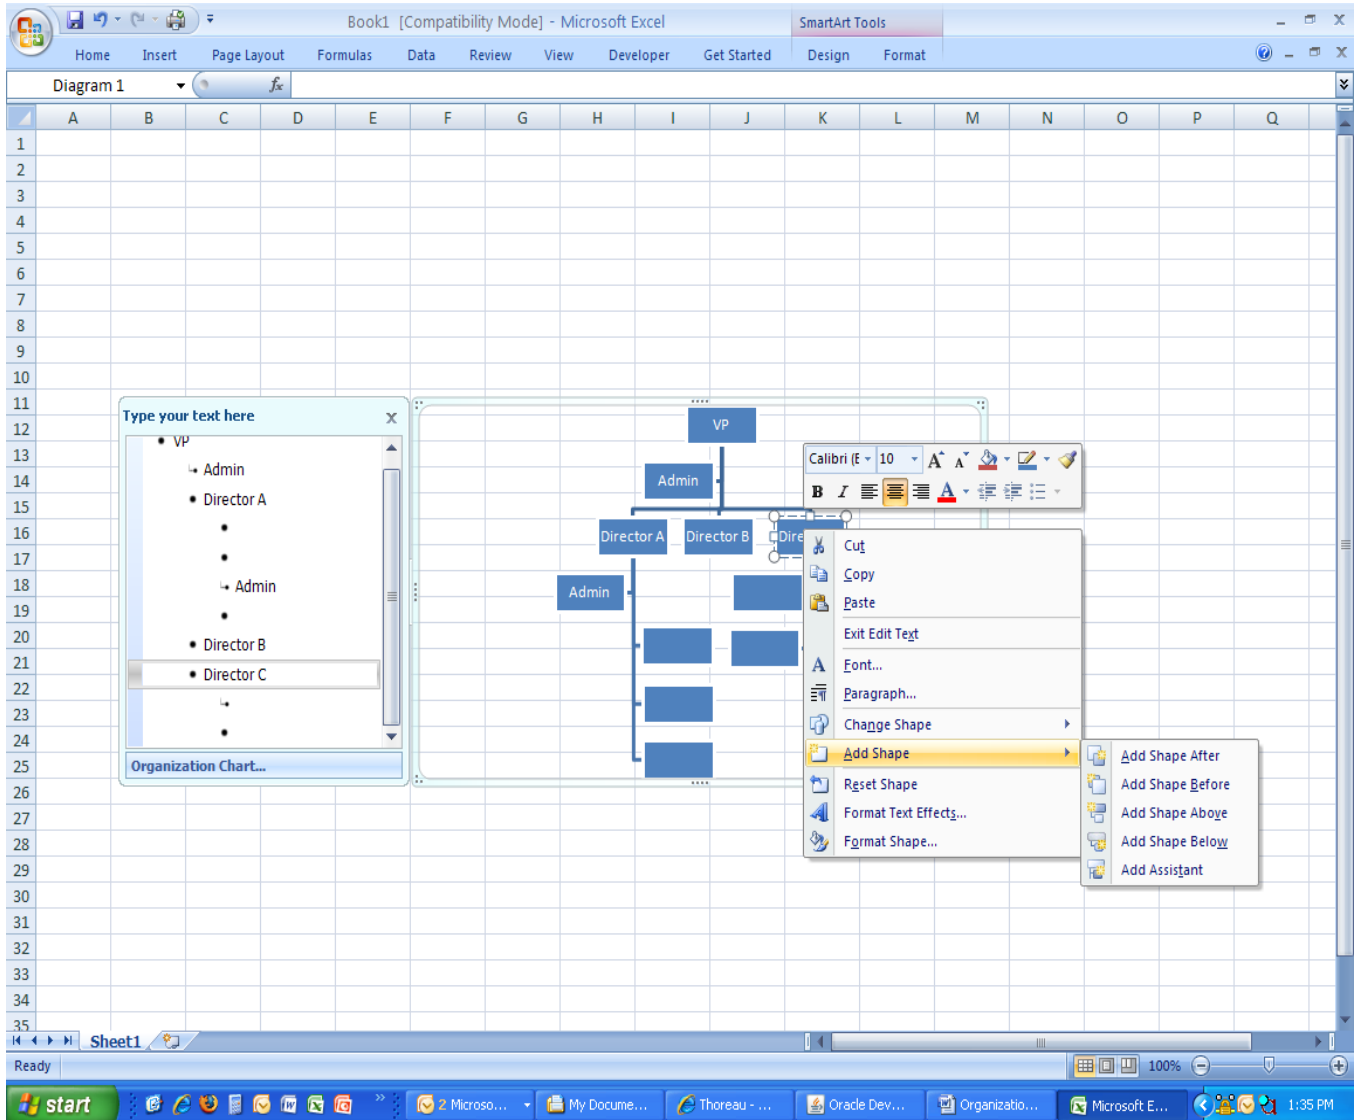 Book1 [Compatibility Mode] - Microsoft Excel
SmartArt Tools
Home Insert Page Layout Formulas Data Review View Developer Get Started Design Format
Diagram 1 fx
A B C D E F G H I J K L M N O P Q
1
2
3
4
5
6
7
8
9
10
11
12
13
14
15
16
17
18
19
20
21
22
23
24
25
26
27
28
29
30
31
32
33
34
35
Type your text here x
VP
Admin
Director A
Admin
Director B
Director C
Organization Chart...
VP
Admin
Director A Director B Dire
Admin
Calibri (E 10 A A
B I A
Cut
Copy
Paste
Exit Edit Text
Font...
Paragraph...
Change Shape
Add Shape
Reset Shape
Format Text Effects...
Format Shape...
Add Shape After
Add Shape Before
Add Shape Above
Add Shape Below
Add Assistant
Sheet1
Ready 100%
start 2 Microso... My Docume... Thoreau - ... Oracle Dev... Organizatio... Microsoft E... 1:35 PM